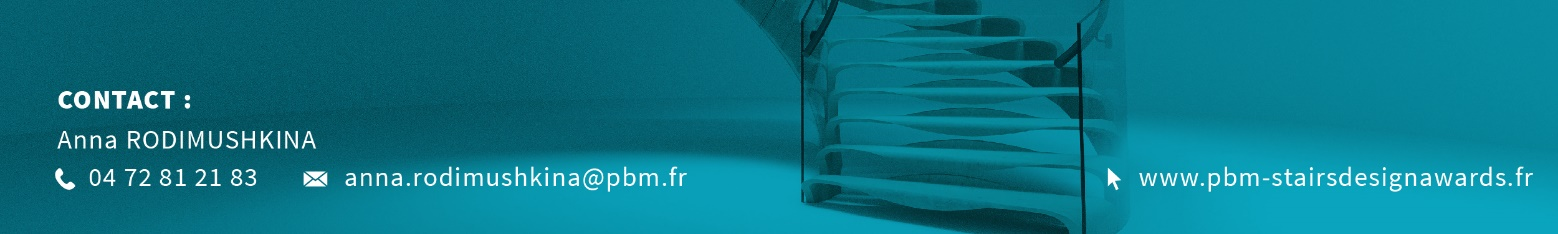 CONTACT :
Anna RODIMUSHKINA
04 72 81 21 83 anna.rodimushkina@pbm.fr www.pbm-stairsdesignawards.fr